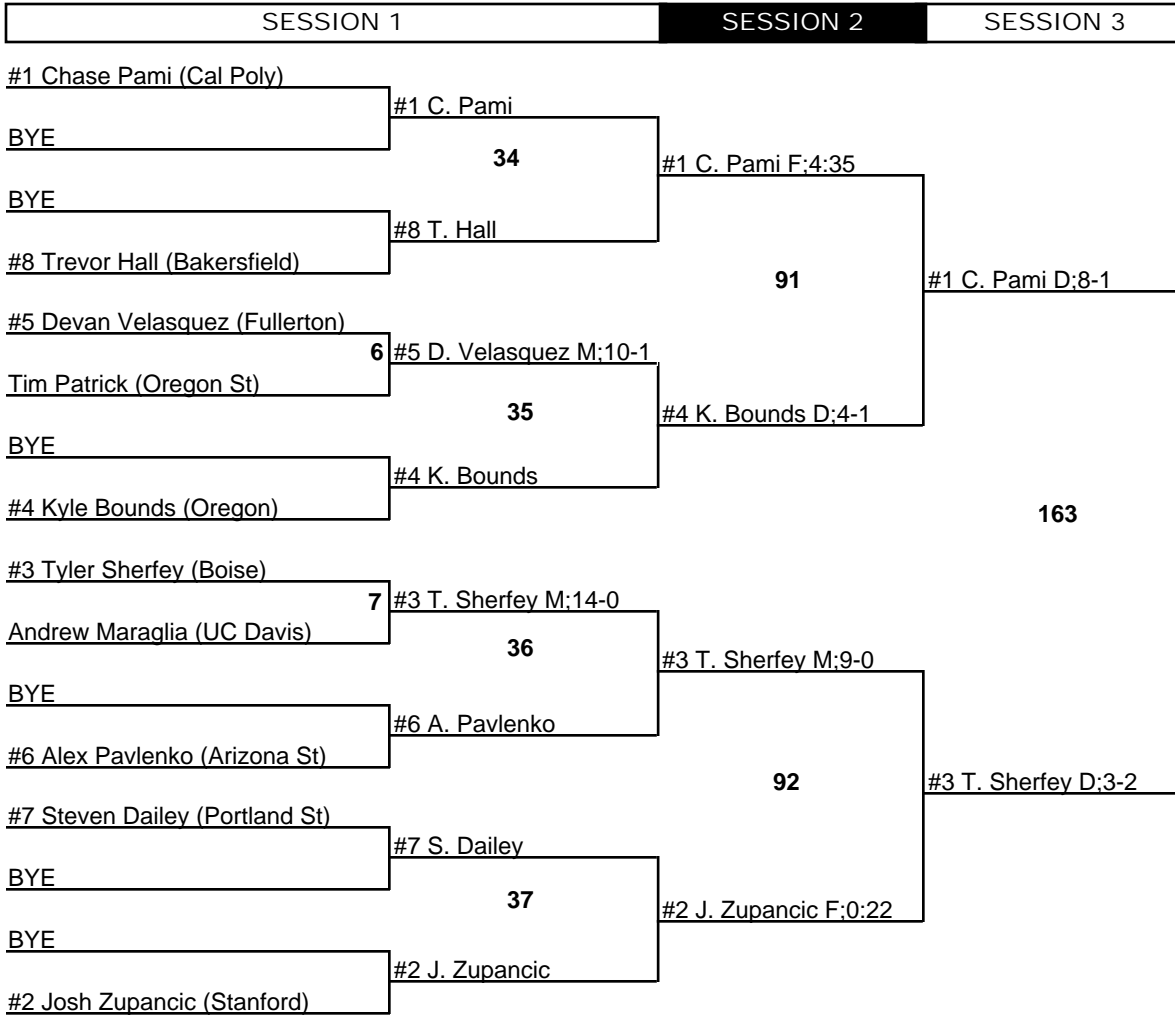 SESSION 1 SESSION 2 SESSION 3
#1 Chase Pami (Cal Poly)
#1 C. Pami
BYE
34
#1 C. Pami F;4:35
BYE
#8 T. Hall
#8 Trevor Hall (Bakersfield)
91
#1 C. Pami D;8-1
#5 Devan Velasquez (Fullerton)
6 #5 D. Velasquez M;10-1
Tim Patrick (Oregon St)
35
#4 K. Bounds D;4-1
BYE
#4 K. Bounds
#4 Kyle Bounds (Oregon)
163
#3 Tyler Sherfey (Boise)
7 #3 T. Sherfey M;14-0
Andrew Maraglia (UC Davis)
36
#3 T. Sherfey M;9-0
BYE
#6 A. Pavlenko
#6 Alex Pavlenko (Arizona St)
92
#3 T. Sherfey D;3-2
#7 Steven Dailey (Portland St)
#7 S. Dailey
BYE
37
#2 J. Zupancic F;0:22
BYE
#2 J. Zupancic
#2 Josh Zupancic (Stanford)